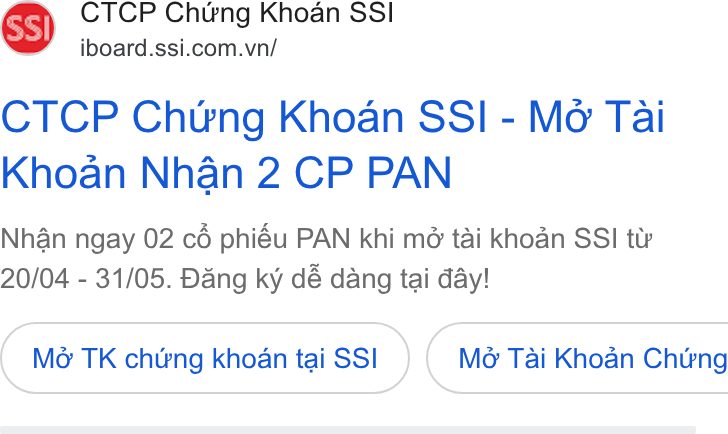 SSI
CTCP Chứng Khoán SSI
iboard.ssi.com.vn/
CTCP Chứng Khoán SSI - Mở Tài
Khoản Nhận 2 CP PAN
Nhận ngay 02 cổ phiếu PAN khi mở tài khoản SSI từ
20/04 - 31/05. Đăng ký dễ dàng tại đây!
Mở TK chứng khoán tại SSI
Mở Tài Khoản Chứng